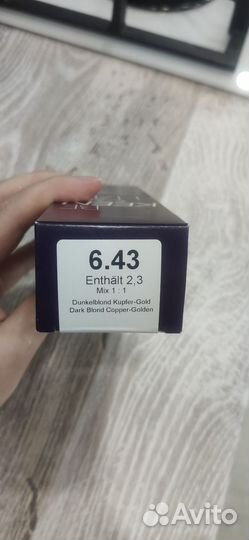 6.43
Enthält 2,3
Mix 1 : 1
Dunkelblond Kupfer-Gold
Dark Blond Copper-Golden
Avito